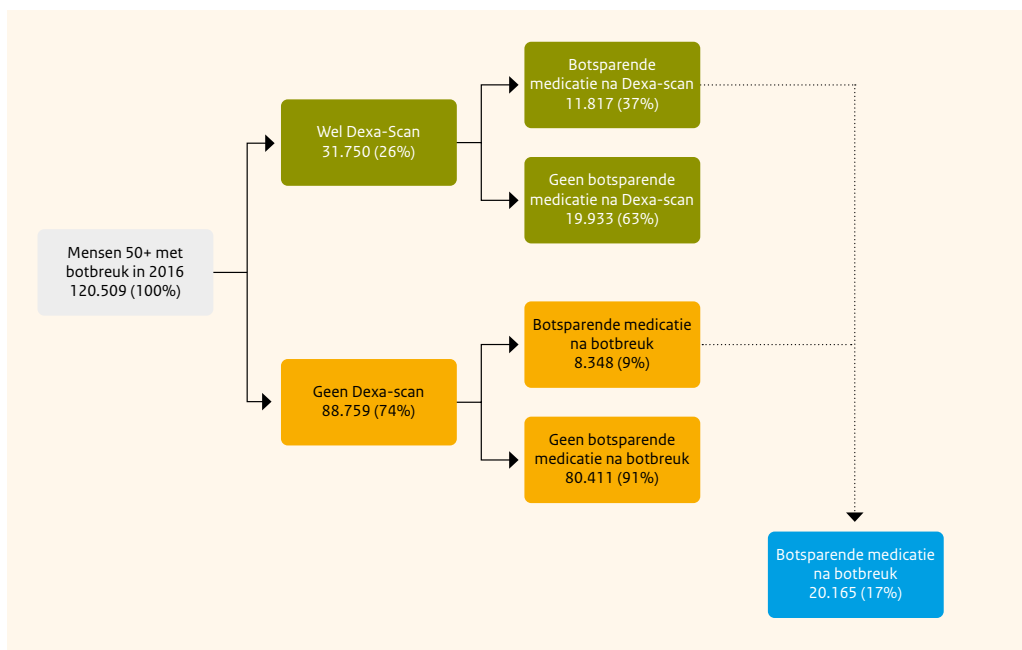 Botsparende
medicatie na Dexa-scan
11.817 (37%)
Wel Dexa-Scan
31.750 (26%)
Geen botsparende
medicatie na Dexa-scan
19.933 (63%)
Mensen 50+ met
botbreuk in 2016
120.509 (100%)
Botsparende medicatie
na botbreuk
8.348 (9%)
Geen Dexa-scan
88.759 (74%)
Geen botsparende
medicatie na botbreuk
80.411 (91%)
Botsparende medicatie
na botbreuk
20.165 (17%)